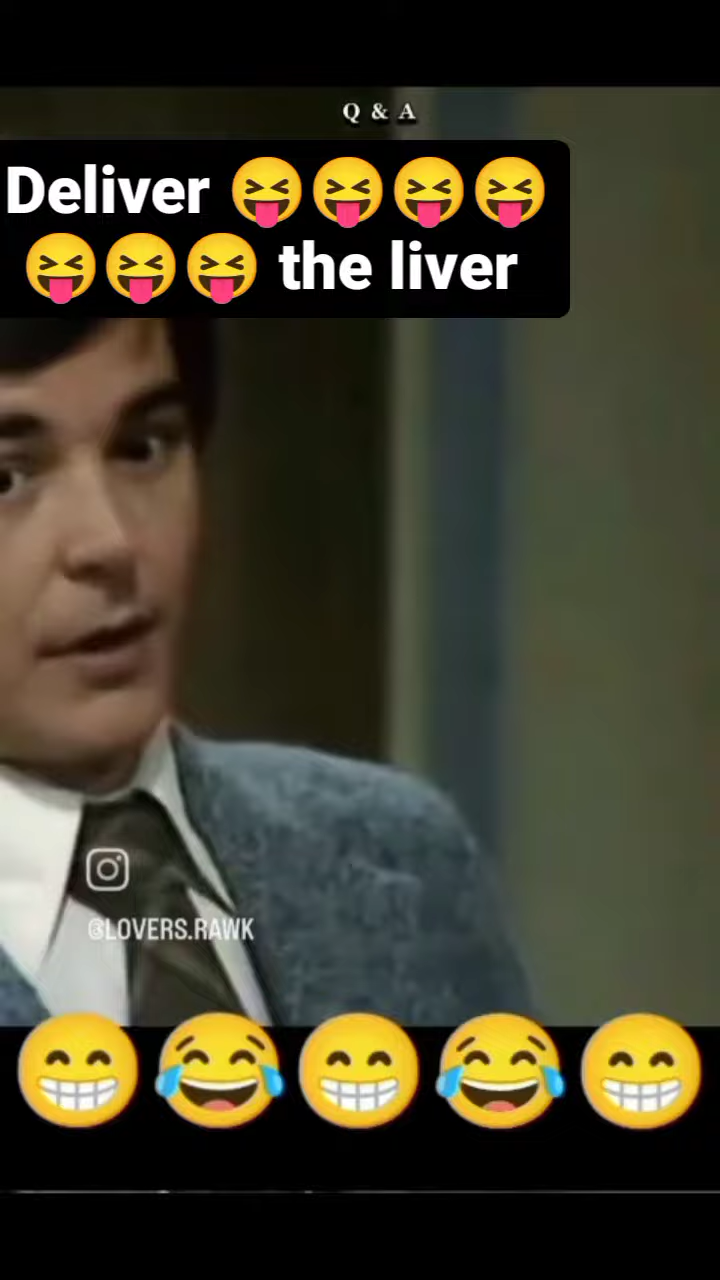 Q & A
Deliver 😝😝😝😝
😝😝😝 the liver
@LOVERS.RAWK
😁😂😁😂😁